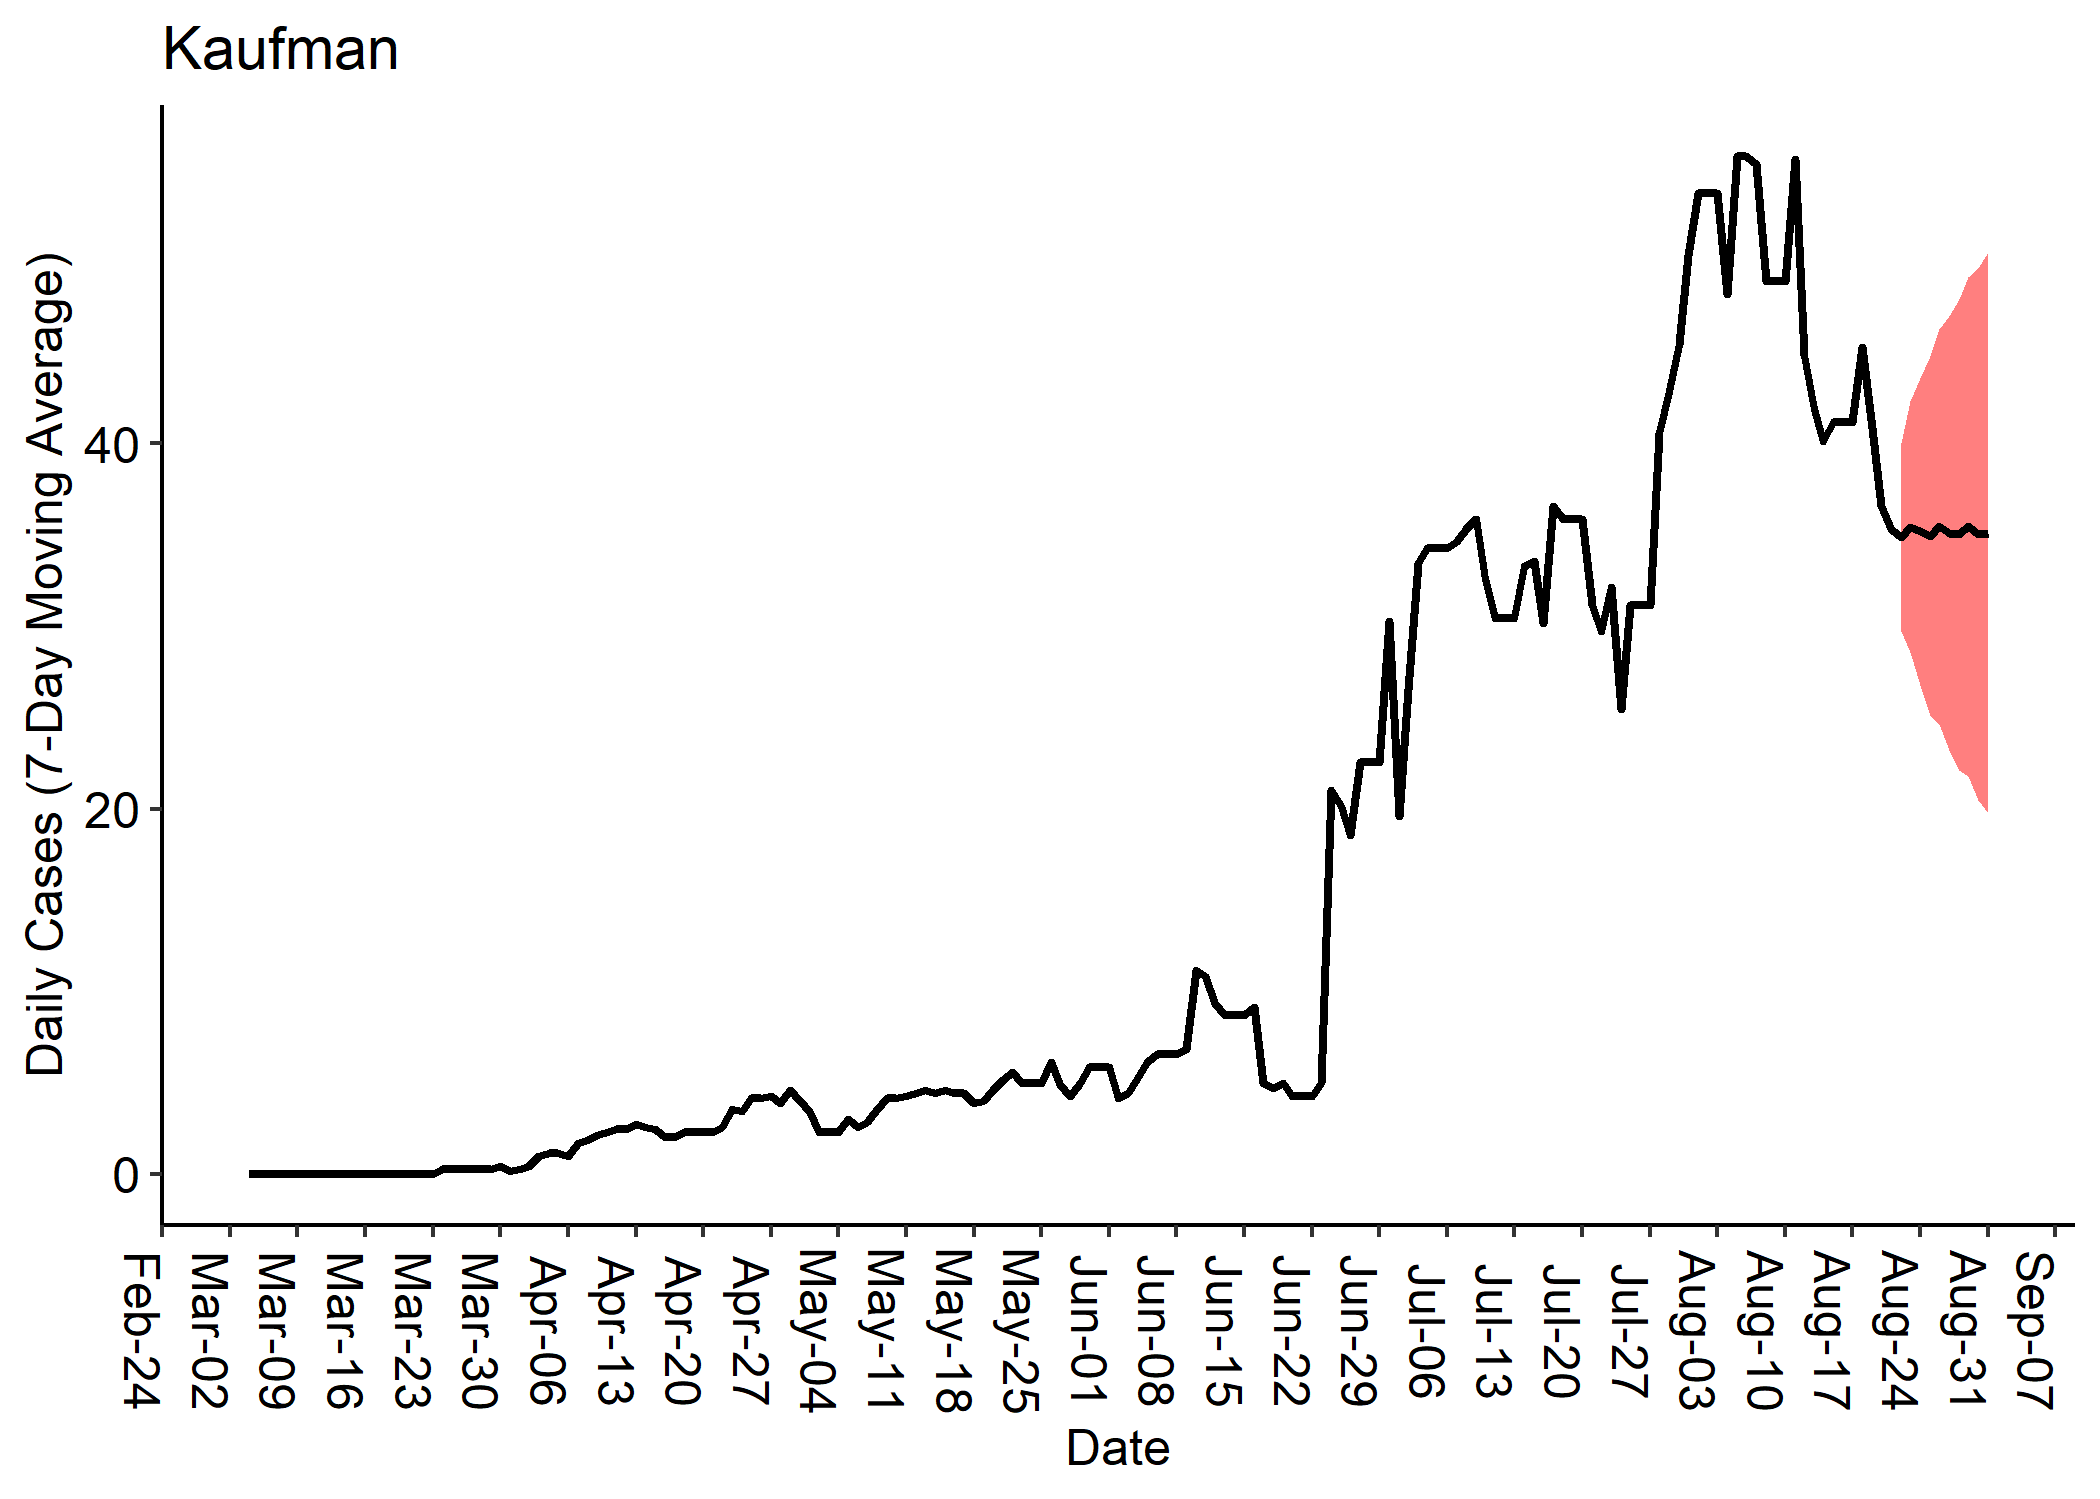 Kaufman
Daily Cases (7-Day Moving Average)
40
20
0
Feb-24
Mar-02
Mar-09
Mar-16
Mar-23
Mar-30
Apr-06
Apr-13
Apr-20
Apr-27
May-04
May-11
May-18
May-25
Jun-01
Jun-08
Jun-15
Jun-22
Jun-29
Jul-06
Jul-13
Jul-20
Jul-27
Aug-03
Aug-10
Aug-17
Aug-24
Aug-31
Sep-07
Date